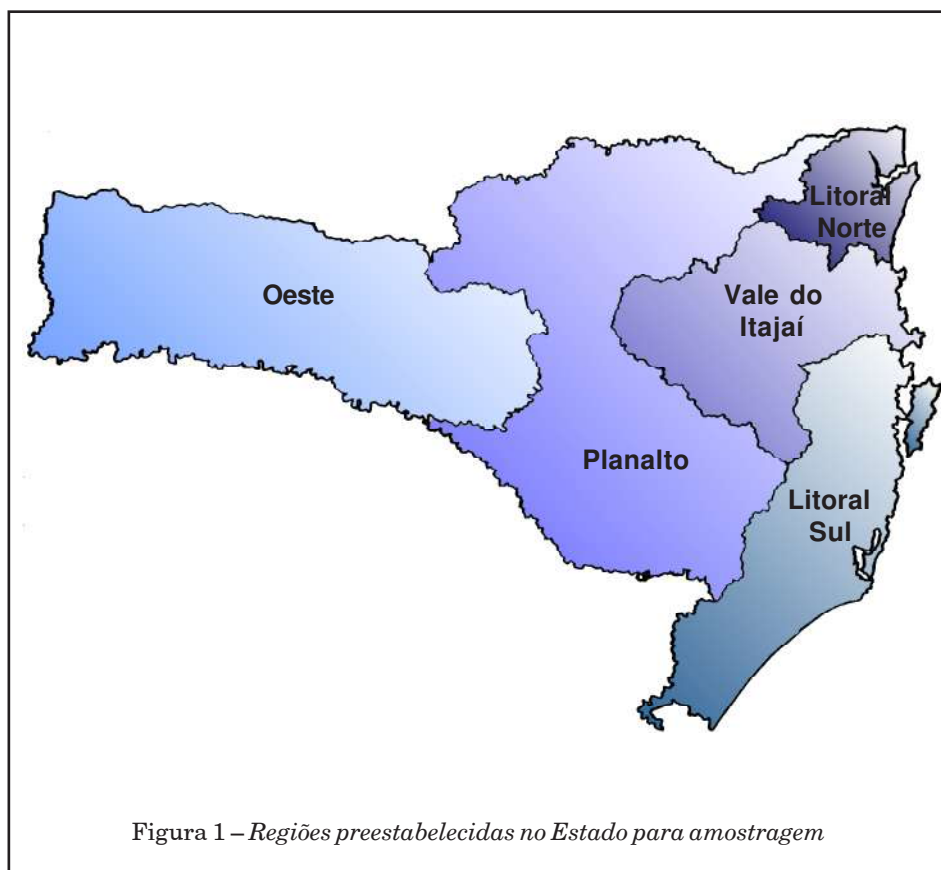 Litoral
Norte
Oeste
Vale do
Itajaí
Planalto
Litoral
Sul
Figura 1 – Regiões preestabelecidas no Estado para amostragem